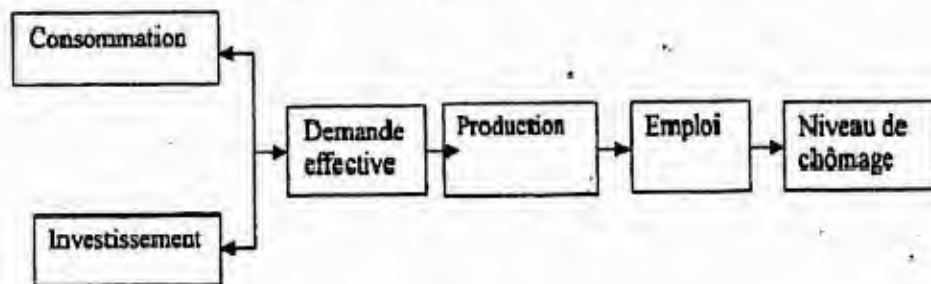 Consommation
Demande
effective
Production
Emploi
Niveau de
chômage
Investissement